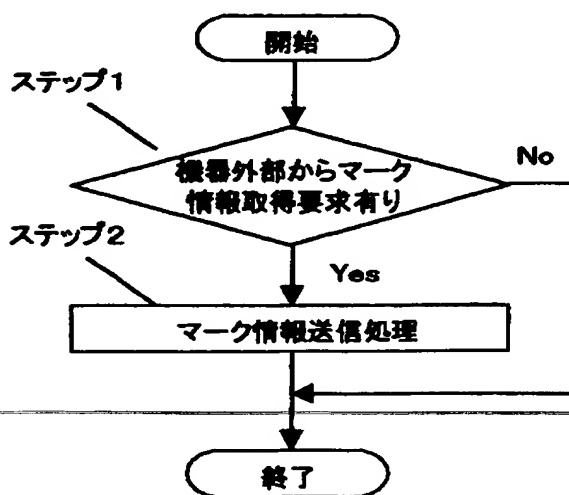 開始
ステップ1
機器外部からマーク
情報取得要求有り
No
ステップ2
Yes
マーク情報送信処理
終了